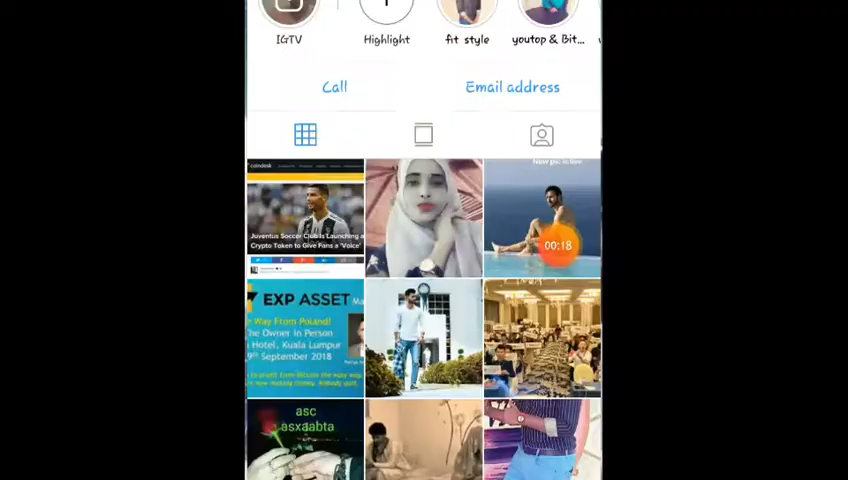 IGTV
Highlight
fit style
youtop & Bit...
Call
Email address
coindesk
Juventus Soccer Club Is Launching a
Crypto Token to Give Fans a 'Voice'
00:18
EXP ASSET
Way From Poland!
The Owner in Person
Hotel, Kuala Lumpur
9th September 2018
asc
asxaabta